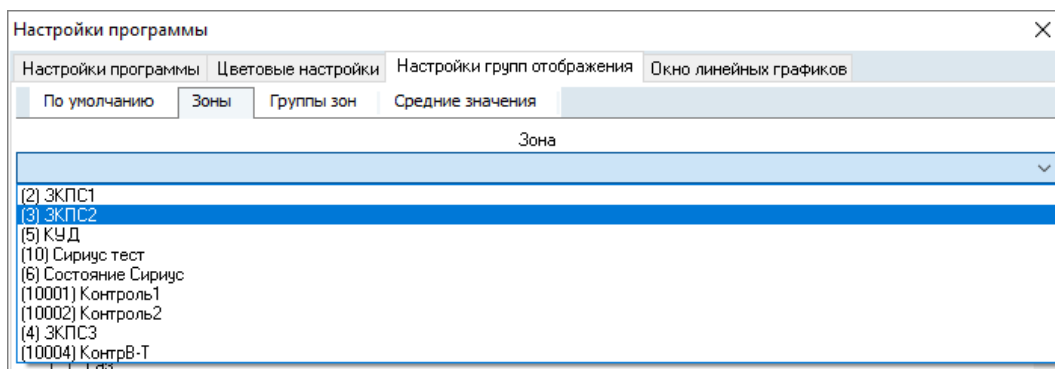 Настройки программы
Настройки программы Цветовые настройки Настройки групп отображения Окно линейных графиков
По умолчанию Зоны Группы зон Средние значения
Зона
(2) ЗКПС1
(3) ЗКПС2
(5) КУД
(10) Сириус тест
(6) Состояние Сириус
(10001) Контроль1
(10002) Контроль2
(4) ЗКПС3
(10004) КонтрВ-Т